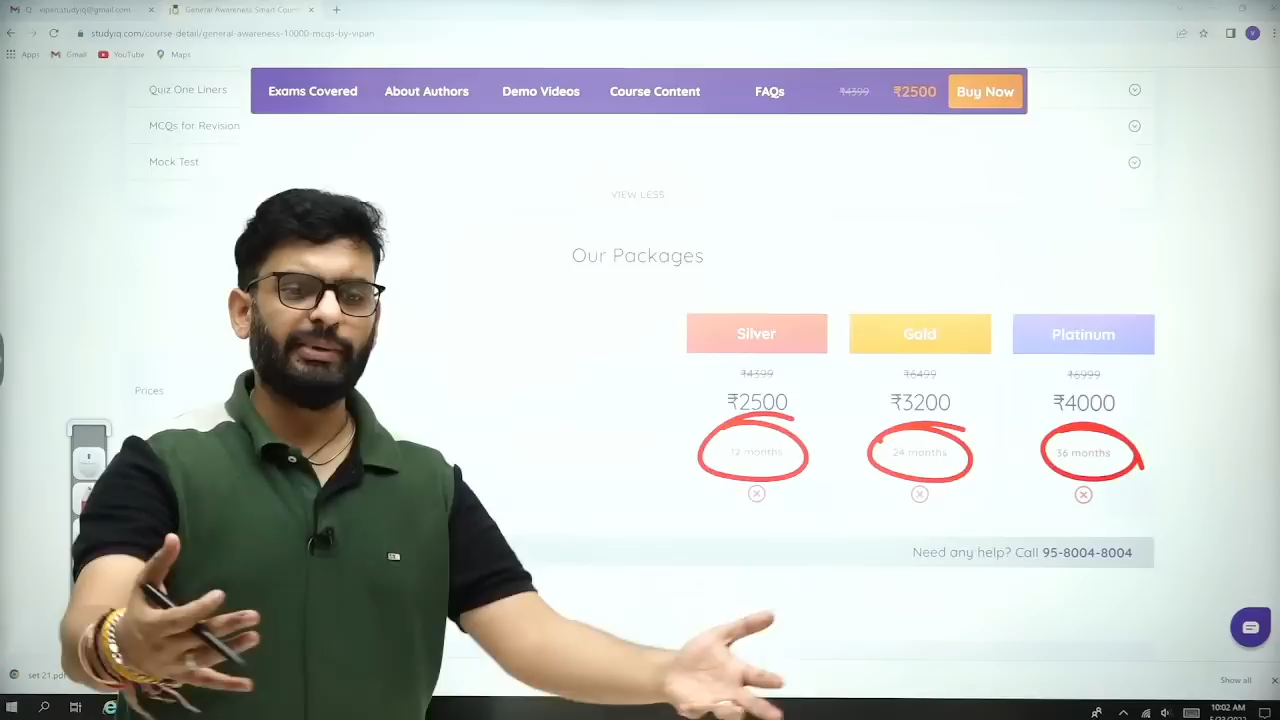 vipan.studyiq@gmail.com
General Awareness Smart Cours
studyiq.com/course-detail/general-awareness-10000-mcqs-by-vipan
Apps Gmail YouTube Maps
Exams Covered About Authors Demo Videos Course Content FAQs ₹4399 ₹2500 Buy Now
Quiz One Liners
MCQs for Revision
Mock Test
VIEW LESS
Our Packages
Silver Gold Platinum
₹4399 ₹6499 ₹6999
Prices
₹2500 ₹3200 ₹4000
12 months 24 months 36 months
Need any help? Call 95-8004-8004
set 21.pdf
Show all
10:02 AM